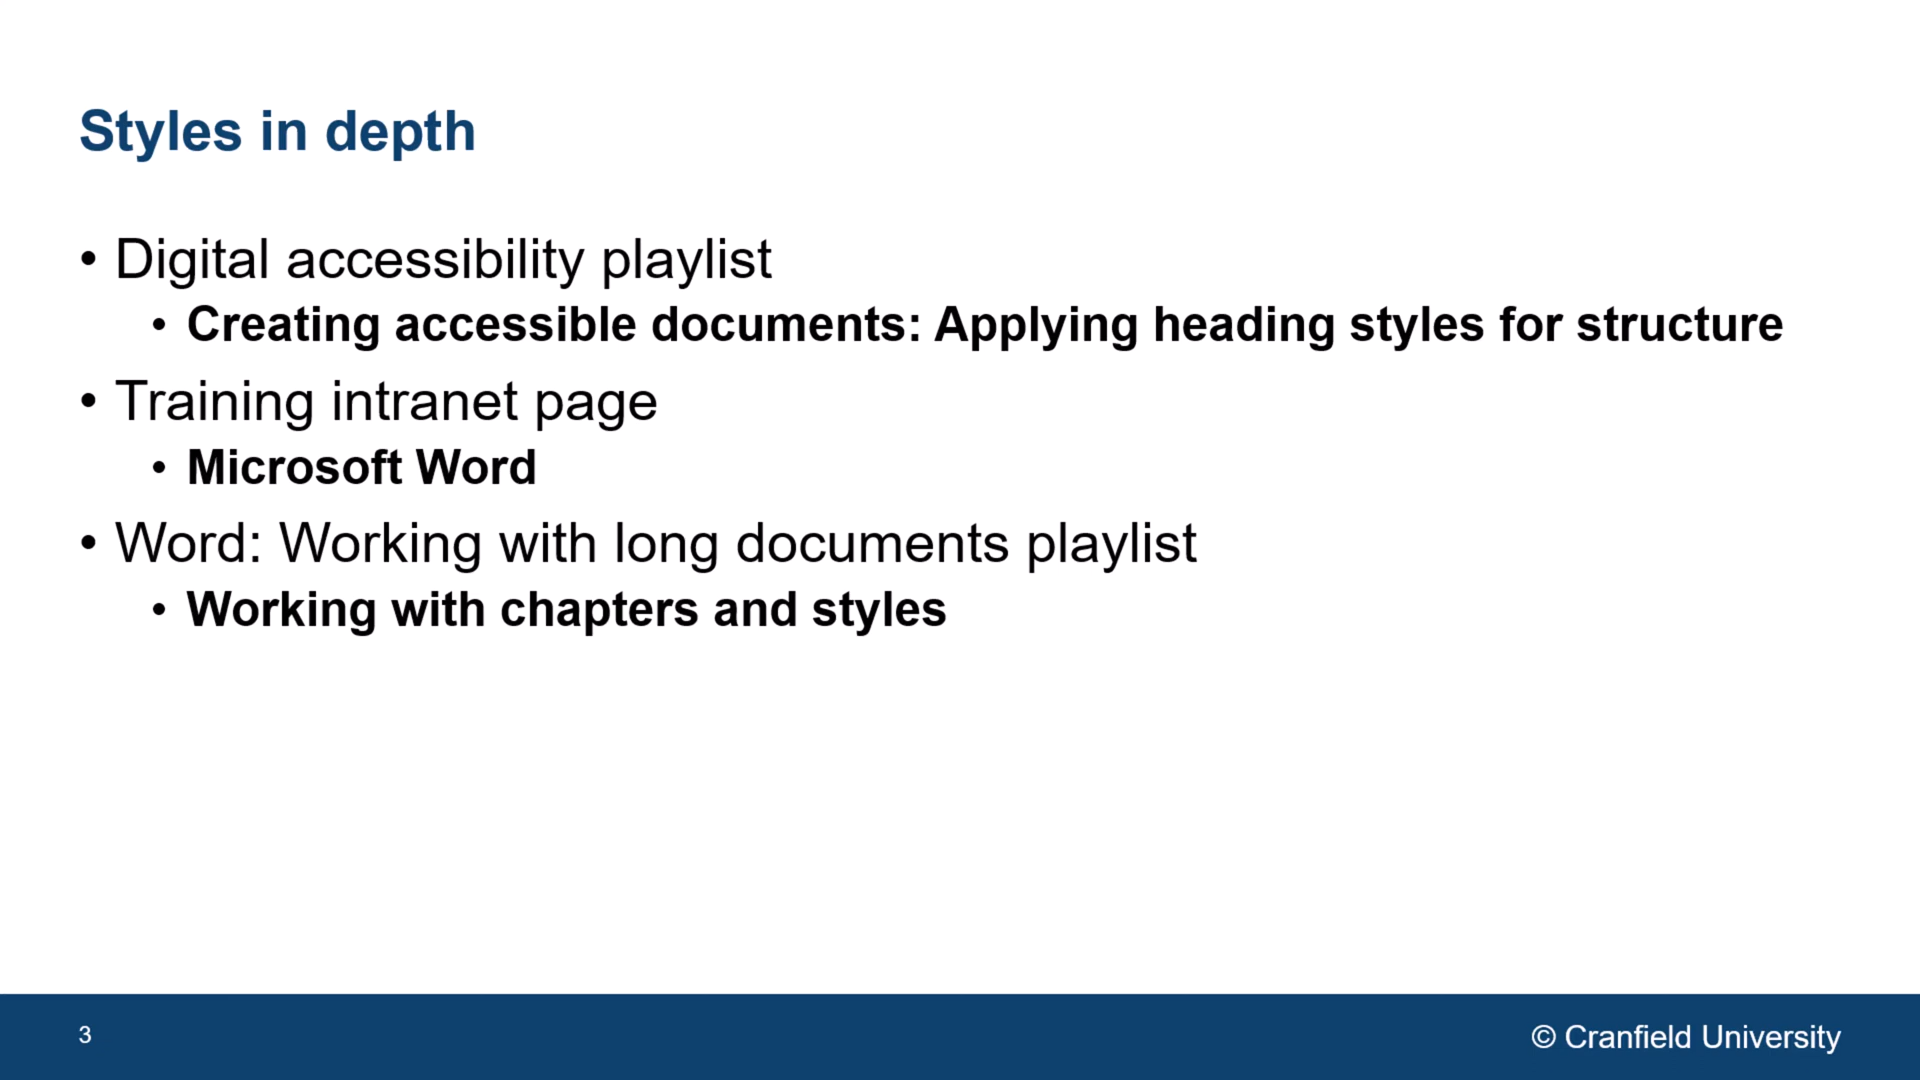 Styles in depth
• Digital accessibility playlist
• Creating accessible documents: Applying heading styles for structure
• Training intranet page
• Microsoft Word
• Word: Working with long documents playlist
• Working with chapters and styles
3
© Cranfield University